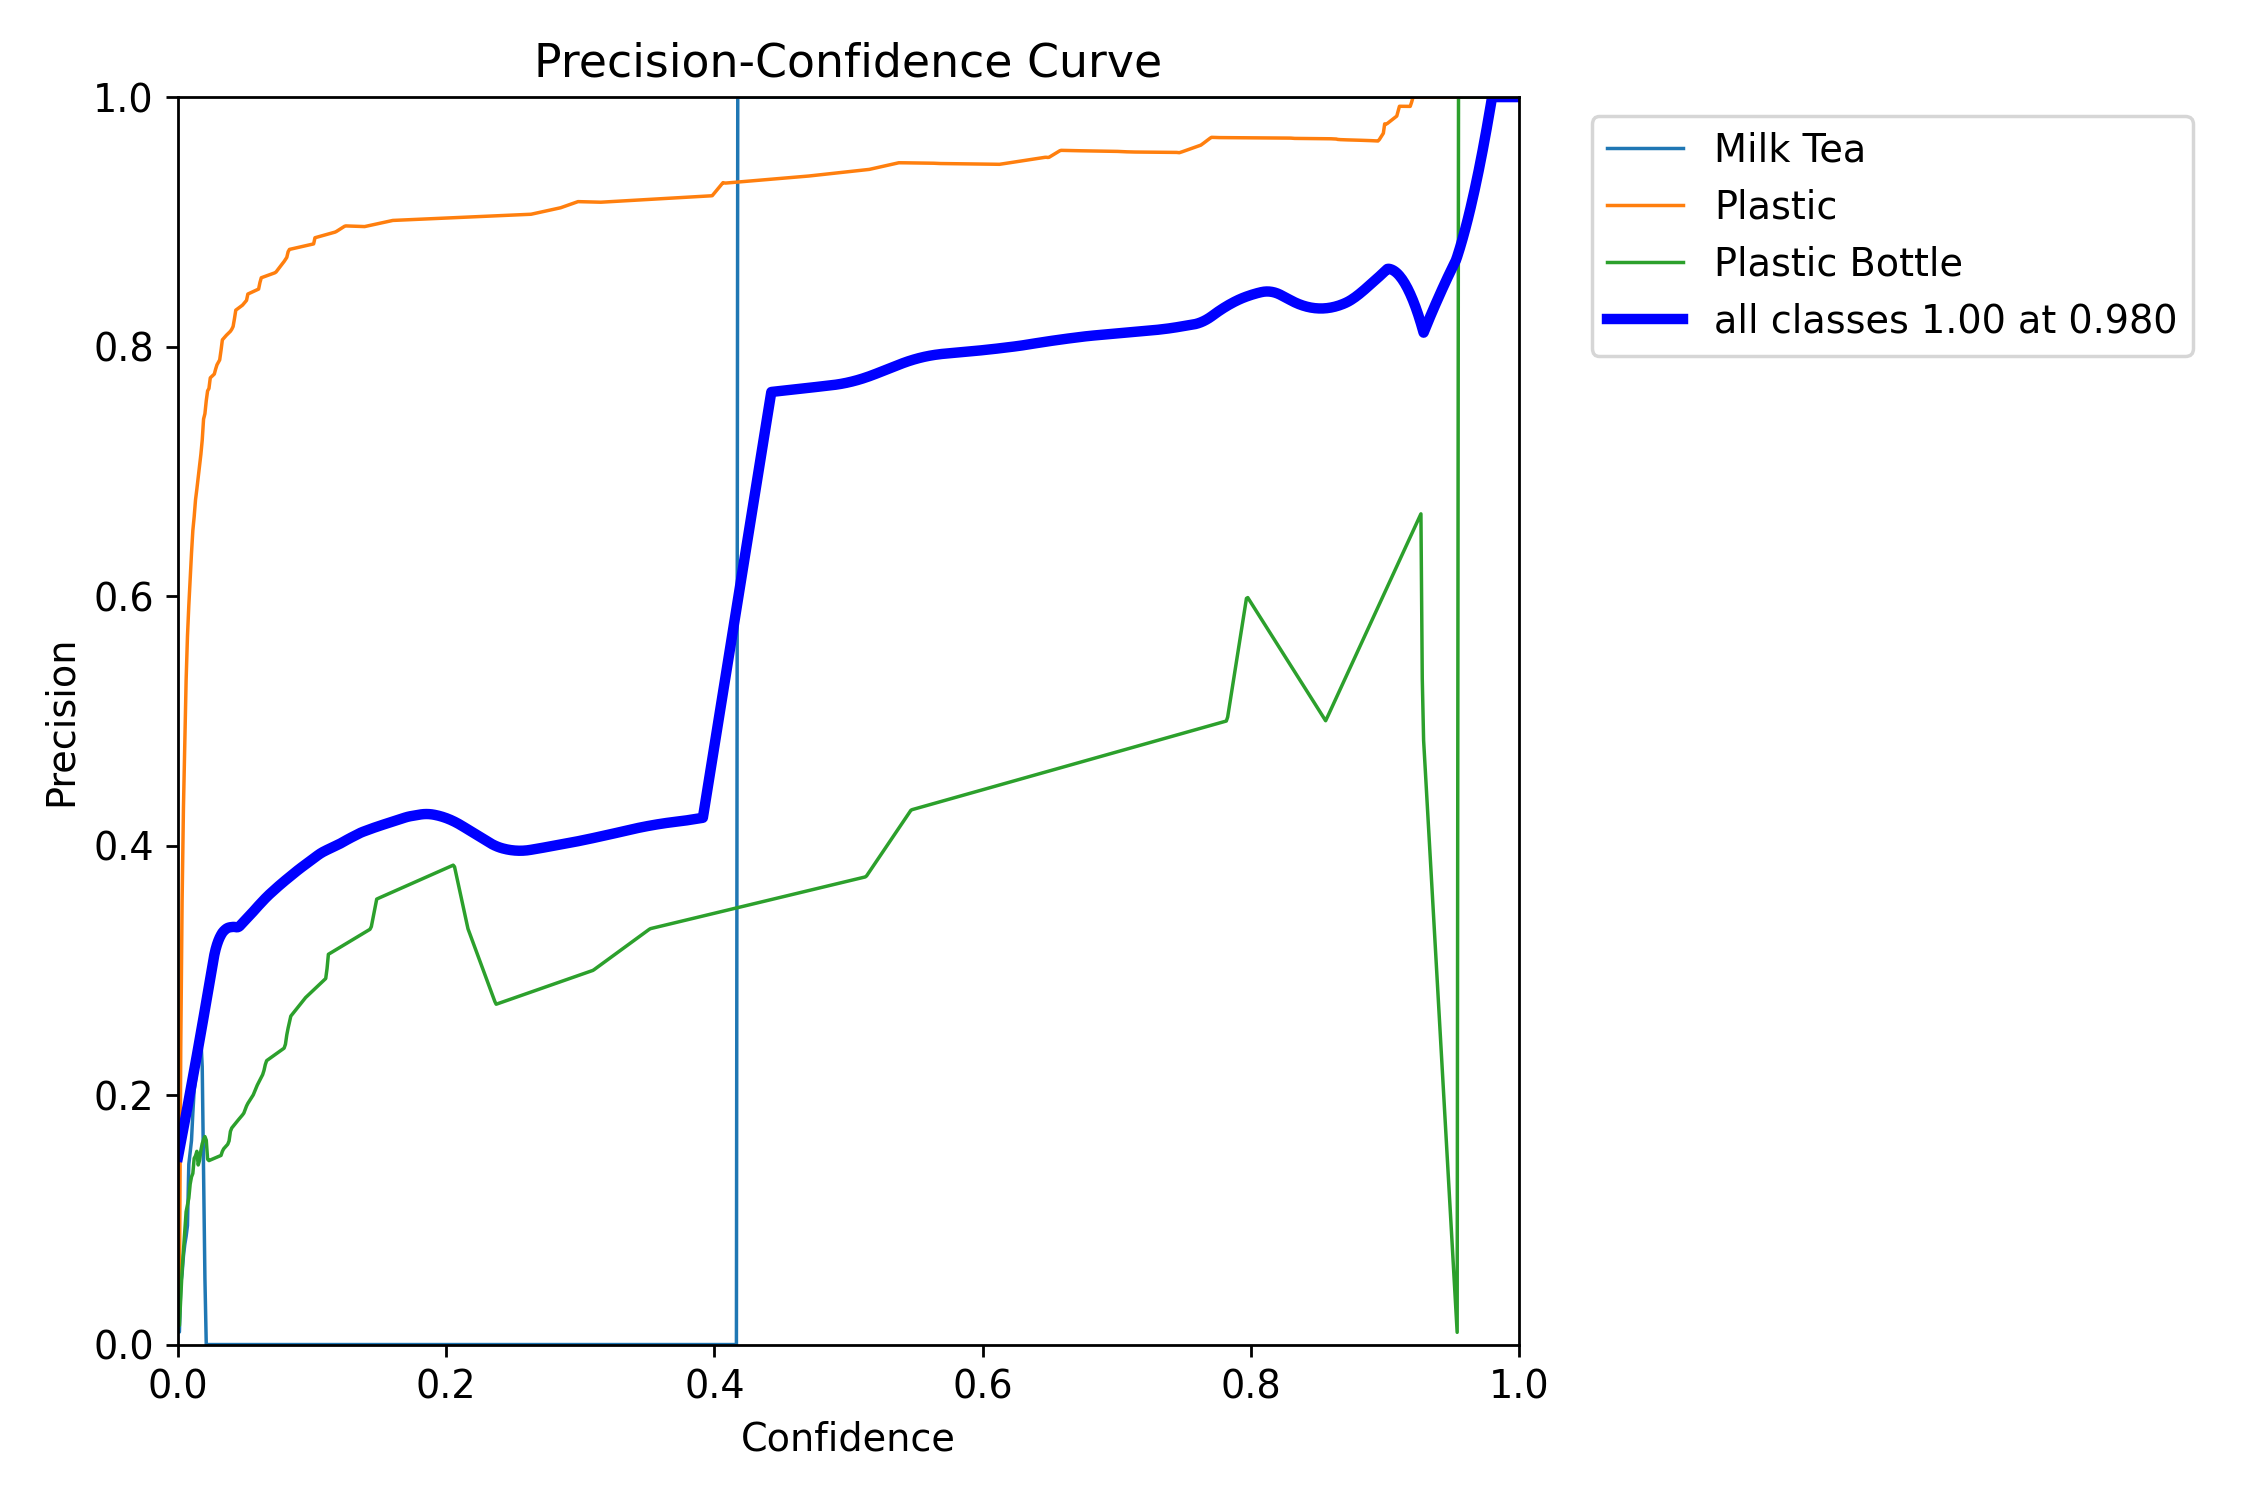 Precision-Confidence Curve
1.0
0.8
0.6
0.4
0.2
0.0
Precision
0.0 0.2 0.4 0.6 0.8 1.0
Confidence
Milk Tea
Plastic
Plastic Bottle
all classes 1.00 at 0.980